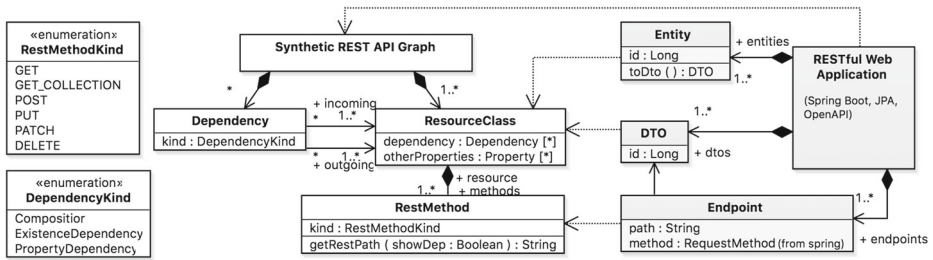 «enumeration»
RestMethodKind
GET
GET_COLLECTION
POST
PUT
PATCH
DELETE
«enumeration»
DependencyKind
Compositior
ExistenceDependency
PropertyDependency
Synthetic REST API Graph
*
1..*
Dependency
kind : DependencyKind
+ incoming
*
1..*
*
1..*
+ outgoing
ResourceClass
dependency : Dependency [*]
otherProperties : Property [*]
+ resource
+ methods
1..*
RestMethod
kind : RestMethodKind
getRestPath ( showDep : Boolean ) : String
Entity
id : Long
toDto ( ) : DTO
+ entities
1..*
DTO
id : Long
1..*
+ dtos
RESTful Web
Application
(Spring Boot, JPA,
OpenAPI)
1..*
+ endpoints
Endpoint
path : String
method : RequestMethod (from spring)